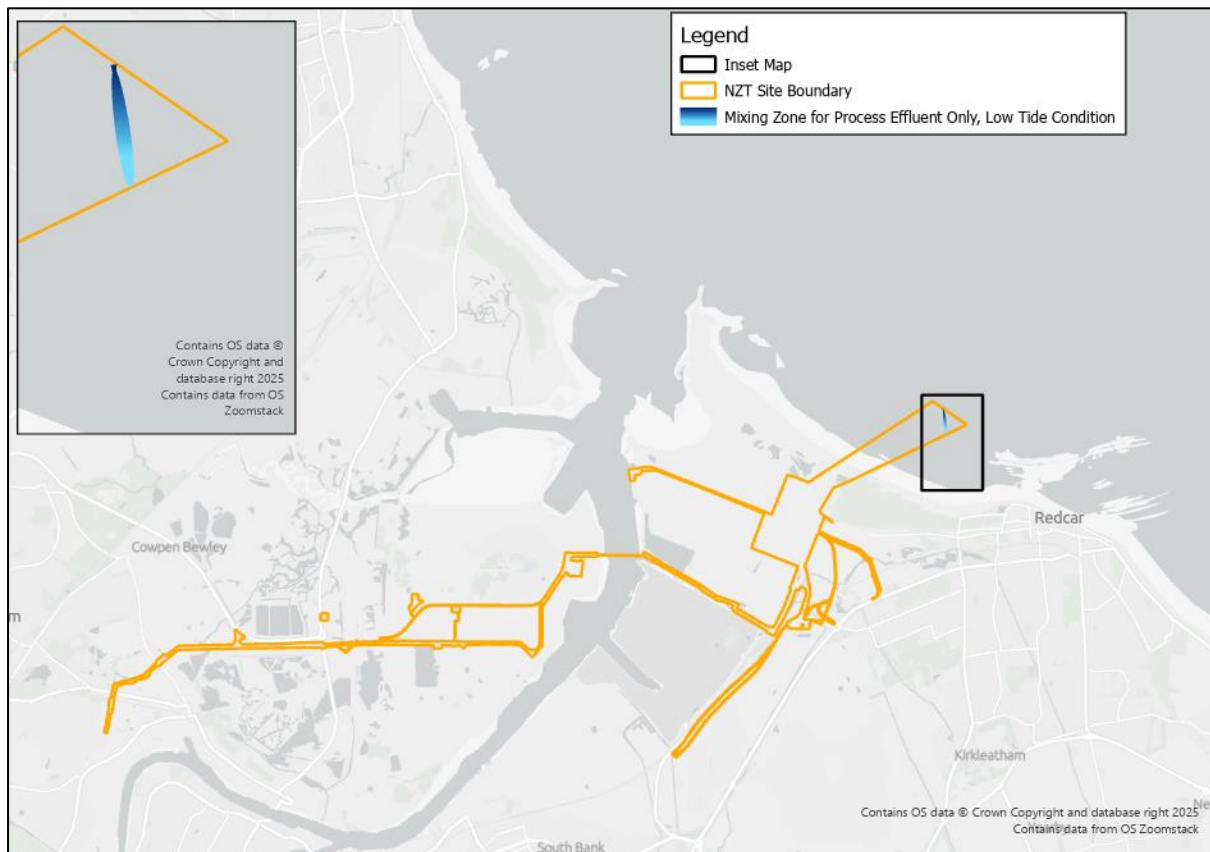 Legend
Inset Map
NZT Site Boundary
Mixing Zone for Process Effluent Only, Low Tide Condition
Contains OS data ©
Crown Copyright and
database right 2025
Contains data from OS
Zoomstack
Redcar
Cowpen Bewley
m
Kirkleatham
Ne
Contains OS data © Crown Copyright and database right 2025
Contains data from OS Zoomstack
South Bank